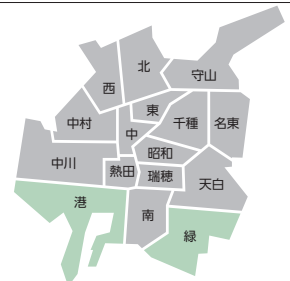 北
守山
西
東
中村
中
千種
名東
昭和
中川
熱田
瑞穂
天白
港
南
緑